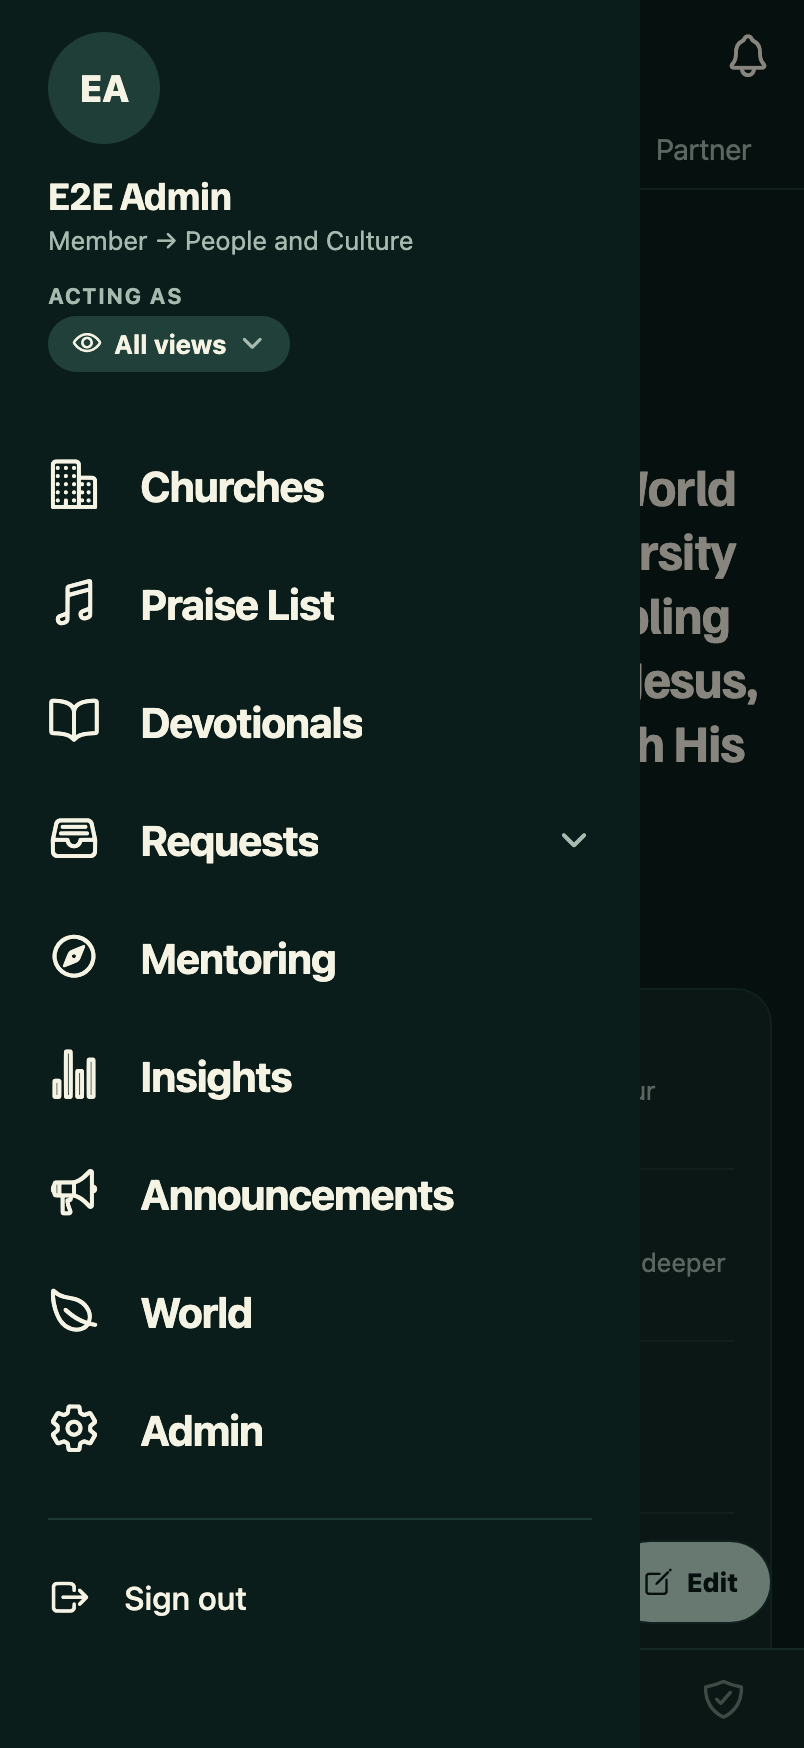 EA
E2E Admin
Member → People and Culture
ACTING AS
All views
Churches
Praise List
Devotionals
Requests
Mentoring
Insights
Announcements
World
Admin
Sign out
Partner
His
deeper
Edit